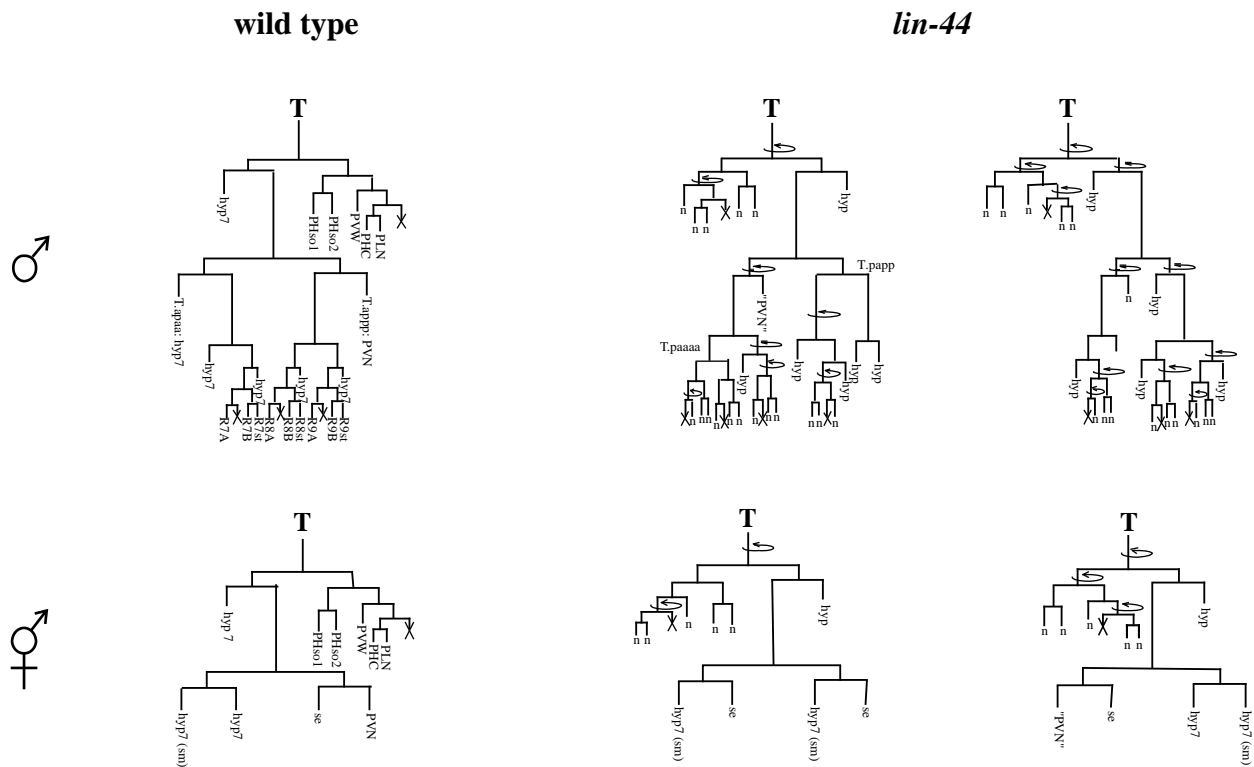 wild type
lin-44
T
hyp7
PHso1
PHso2
PVW
PHC
PLN
X
T.apaa: hyp7
T.appp: PVN
hyp7
hyp7
hyp7
hyp7
R7A
X
R7B
R7st
R8A
X
R8B
R8st
R9A
X
R9B
R9st
T
n
n n
X
n
n
hyp
T.papp
"PVN"
T.paaaa
hyp
hyp
hyp
hyp
hyp
X n nn n X n n X n n n X n
T
n n
n
X
n n
hyp
n
hyp
hyp
hyp
hyp
X n nn n X n X n nn
T
hyp 7
PHso1
PHso2
PVW
PHC
PLN
X
hyp7 (sm)
hyp7
se
PVN
T
n n
X
n
n n
hyp
hyp7 (sm)
se
hyp7 (sm)
se
T
n n
n
X
n n
hyp
"PVN"
se
hyp7
hyp7 (sm)